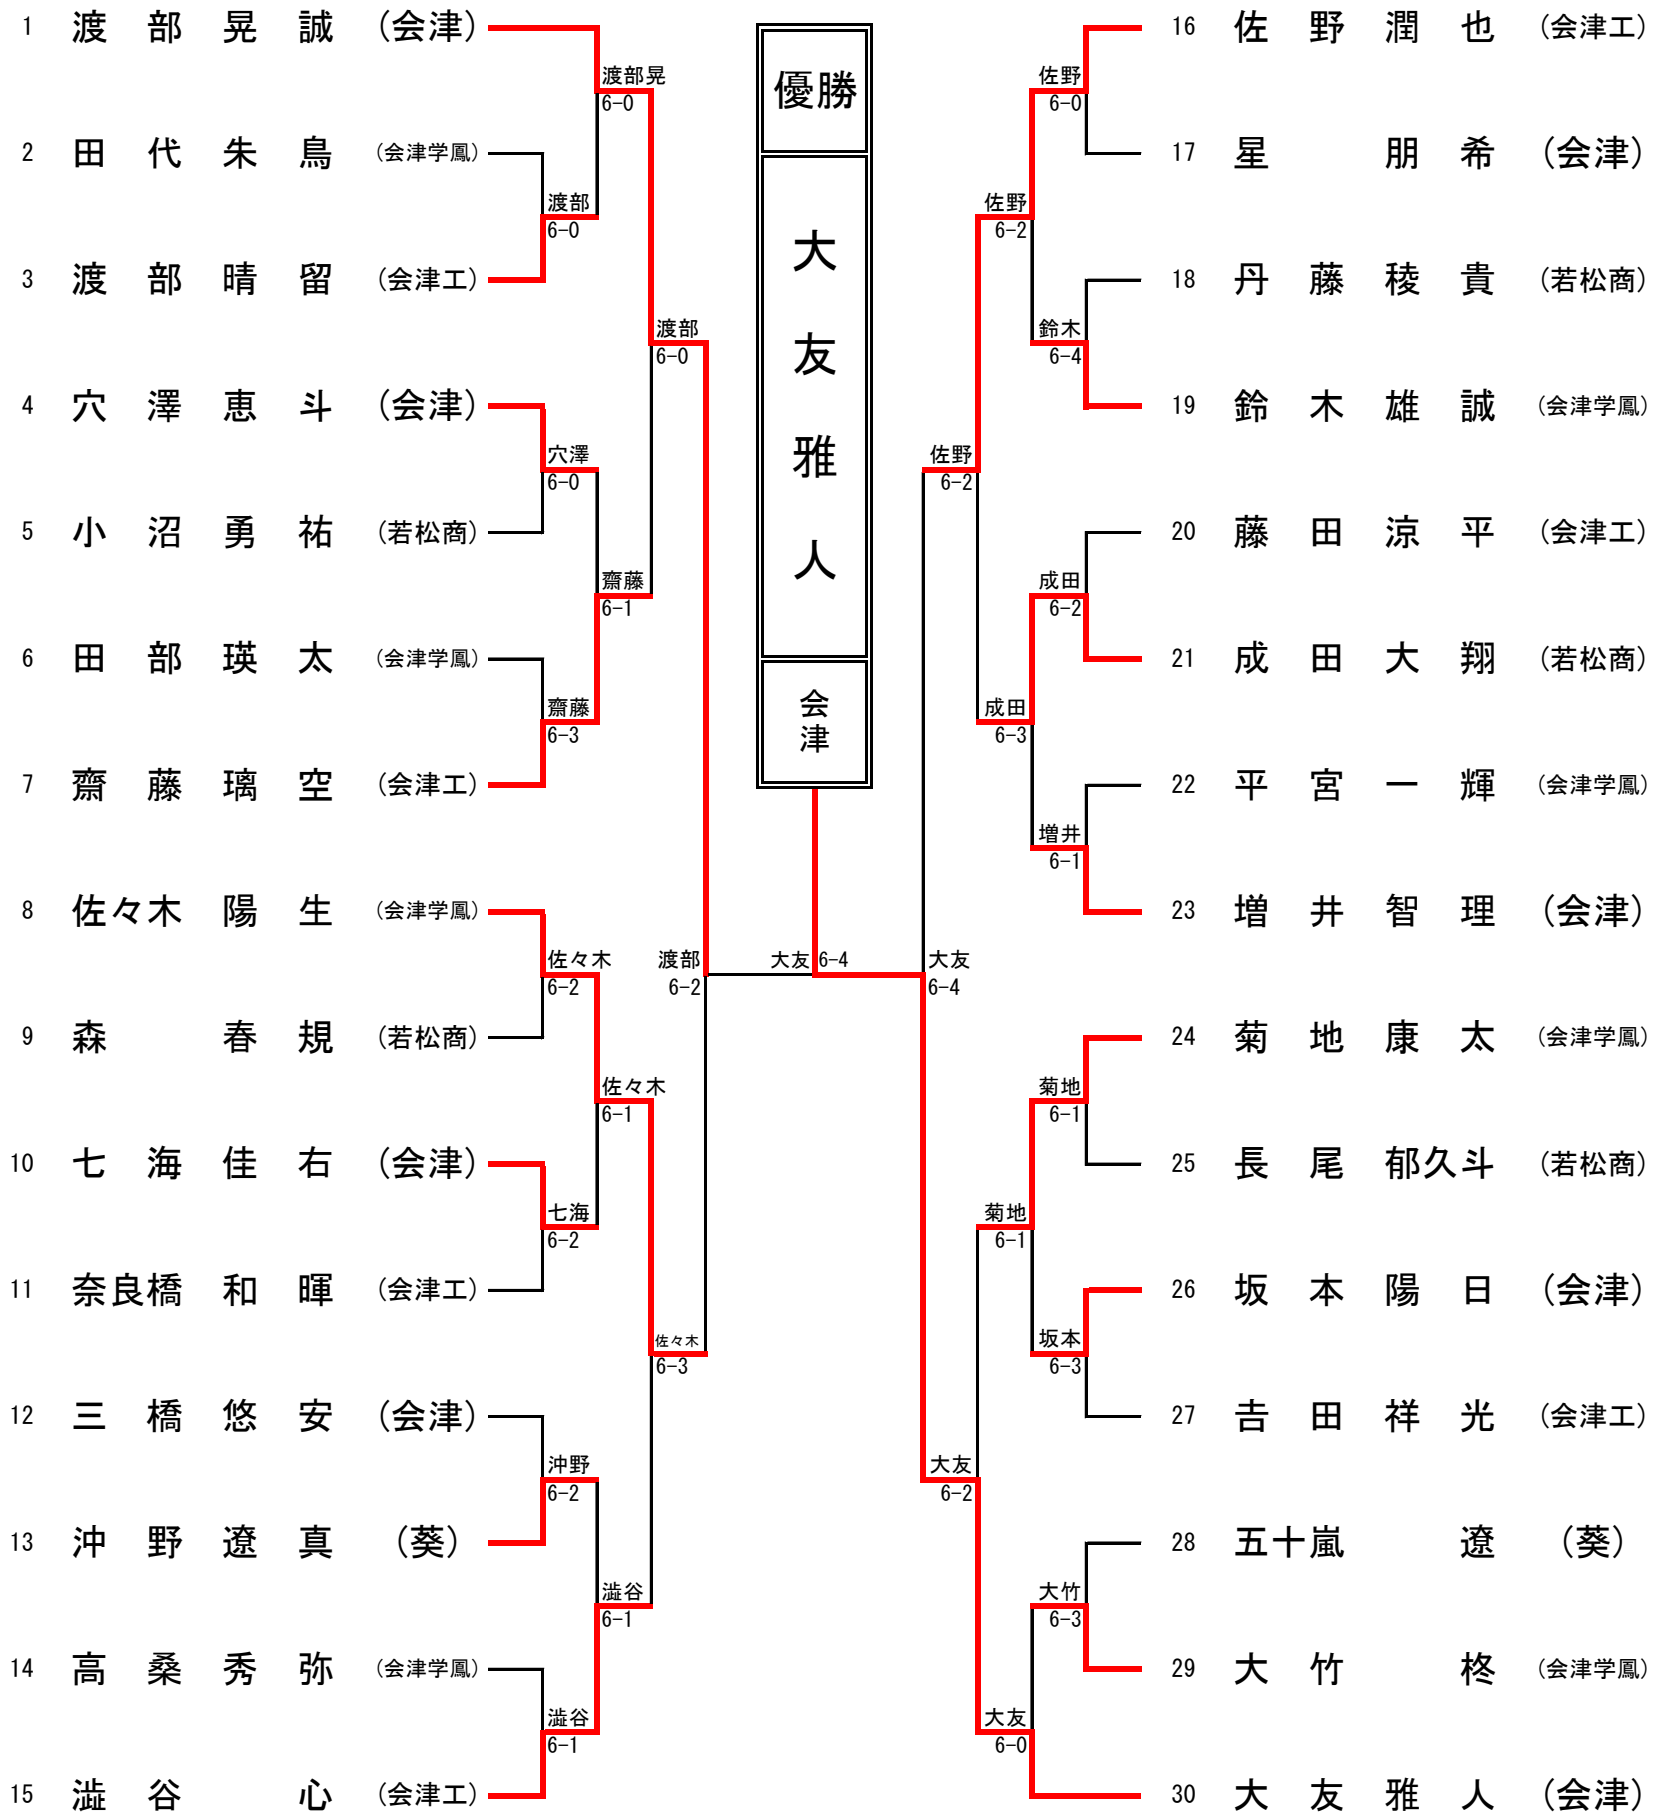 1 渡部晃誠 (会津)
2 田代朱鳥 (会津学鳳)
3 渡部晴留 (会津工)
4 穴澤恵斗 (会津)
5 小沼勇祐 (若松商)
6 田部瑛太 (会津学鳳)
7 齋藤璃空 (会津工)
8 佐々木陽生 (会津学鳳)
9 森春規 (若松商)
10 七海佳右 (会津)
11 奈良橋和暉 (会津工)
12 三橋悠安 (会津)
13 沖野遼真 (葵)
14 高桑秀弥 (会津学鳳)
15 澁谷心 (会津工)
渡部
6-0
穴澤
6-0
齋藤
6-3
佐々木
6-2
七海
6-2
沖野
6-2
澁谷
6-1
渡部晃
6-0
齋藤
6-1
佐々木
6-1
澁谷
6-1
渡部
6-0
佐々木
6-3
渡部
6-2
優勝
大友雅人
会津
大友 6-4
大友
6-4
佐野
6-2
大友
6-2
佐野
6-2
成田
6-3
菊地
6-1
大友
6-0
佐野
6-0
鈴木
6-4
成田
6-2
増井
6-1
菊地
6-1
坂本
6-3
大竹
6-3
16 佐野潤也 (会津工)
17 星朋希 (会津)
18 丹藤稜貴 (若松商)
19 鈴木雄誠 (会津学鳳)
20 藤田涼平 (会津工)
21 成田大翔 (若松商)
22 平宮一輝 (会津学鳳)
23 増井智理 (会津)
24 菊地康太 (会津学鳳)
25 長尾郁久斗 (若松商)
26 坂本陽日 (会津)
27 𠮷田祥光 (会津工)
28 五十嵐遼 (葵)
29 大竹柊 (会津学鳳)
30 大友雅人 (会津)